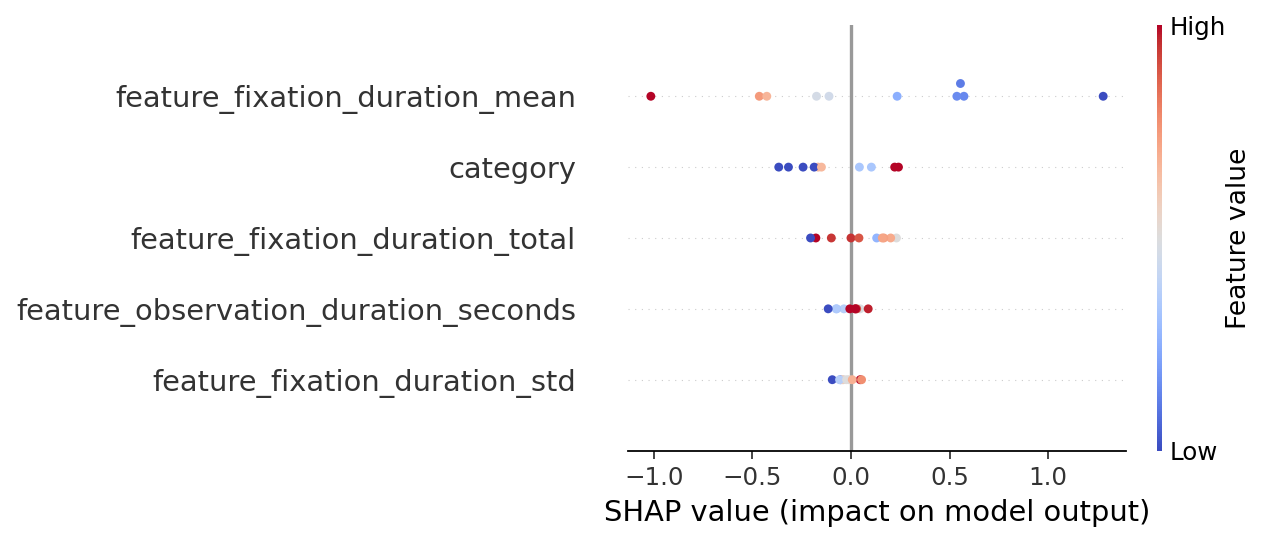 High
feature_fixation_duration_mean
category
feature_fixation_duration_total
feature_observation_duration_seconds
feature_fixation_duration_std
Feature value
Low
−1.0 −0.5 0.0 0.5 1.0
SHAP value (impact on model output)